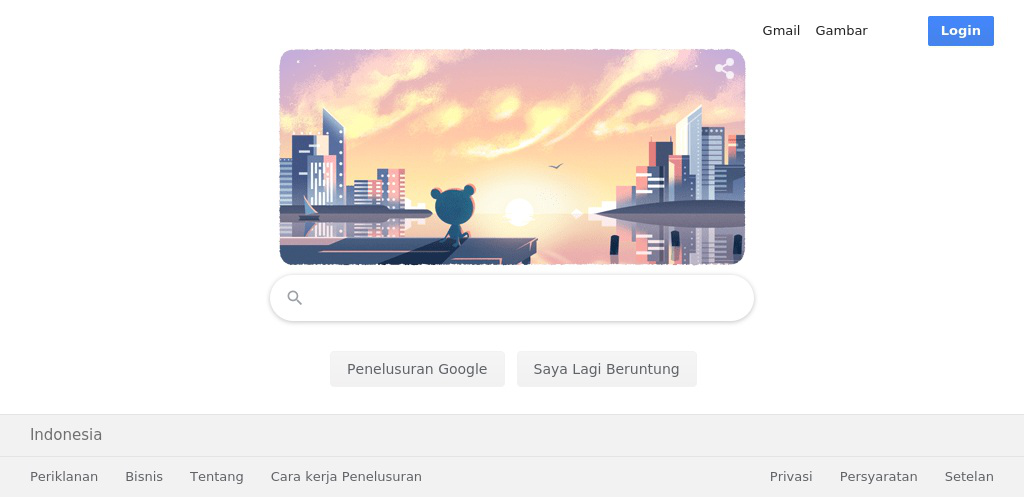 Gmail Gambar Login
Penelusuran Google Saya Lagi Beruntung
Indonesia
Periklanan Bisnis Tentang Cara kerja Penelusuran Privasi Persyaratan Setelan